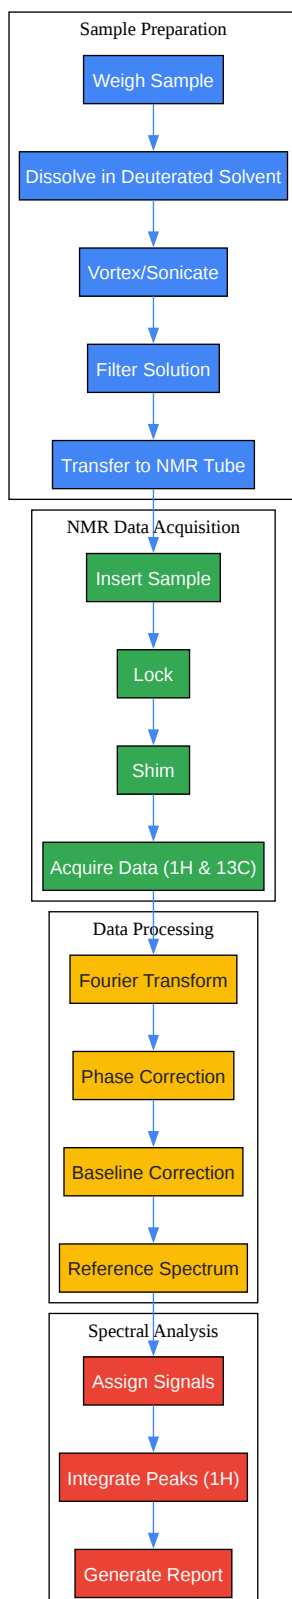 Sample Preparation
Weigh Sample
Dissolve in Deuterated Solvent
Vortex/Sonicate
Filter Solution
Transfer to NMR Tube
NMR Data Acquisition
Insert Sample
Lock
Shim
Acquire Data (1H & 13C)
Data Processing
Fourier Transform
Phase Correction
Baseline Correction
Reference Spectrum
Spectral Analysis
Assign Signals
Integrate Peaks (1H)
Generate Report